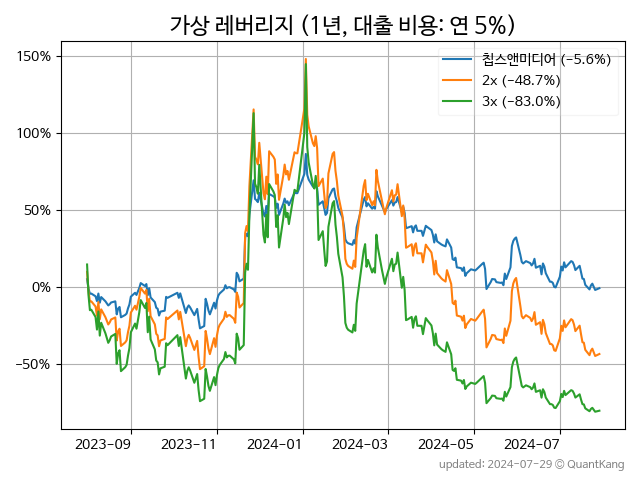 가상 레버리지 (1년, 대출 비용: 연 5%)
150%
100%
50%
0%
−50%
칩스앤미디어 (−5.6%)
2x (−48.7%)
3x (−83.0%)
2023-09
2023-11
2024-01
2024-03
2024-05
2024-07
updated: 2024-07-29 © QuantKang